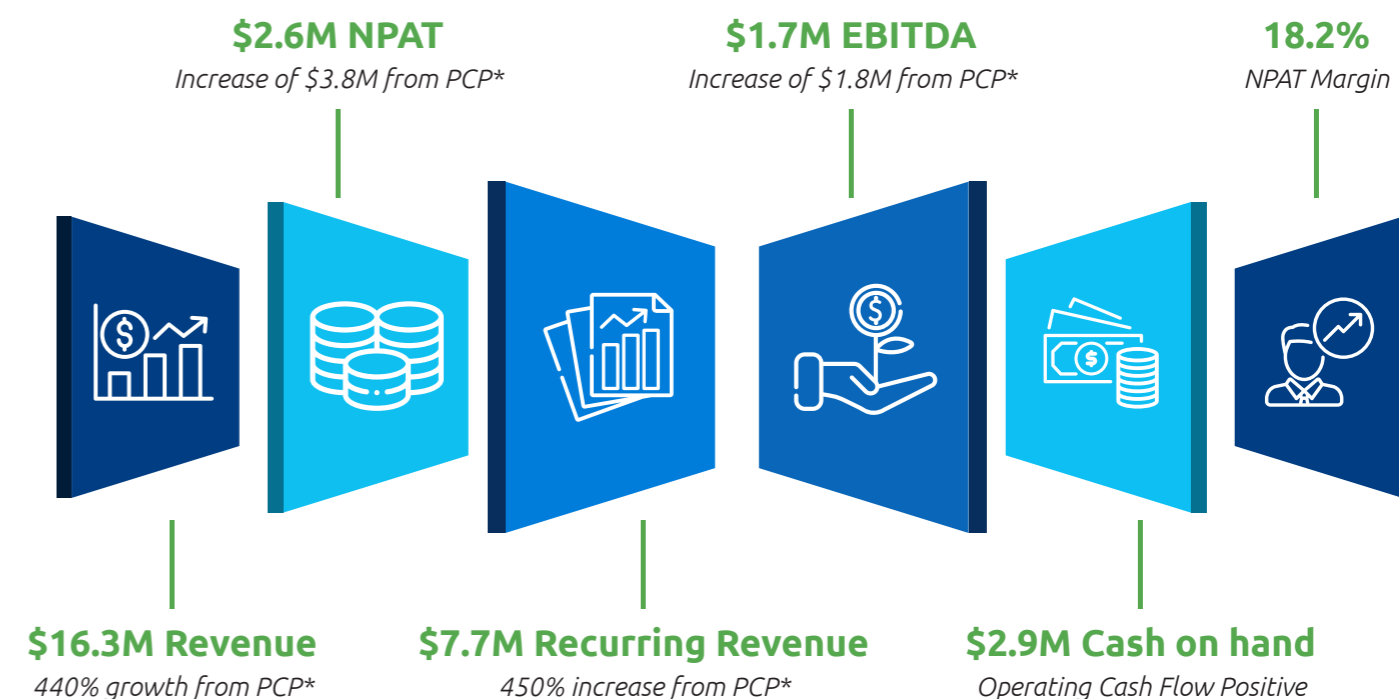 $2.6M NPAT
Increase of $3.8M from PCP*
$1.7M EBITDA
Increase of $1.8M from PCP*
18.2%
NPAT Margin
$16.3M Revenue
440% growth from PCP*
$7.7M Recurring Revenue
450% increase from PCP*
$2.9M Cash on hand
Operating Cash Flow Positive